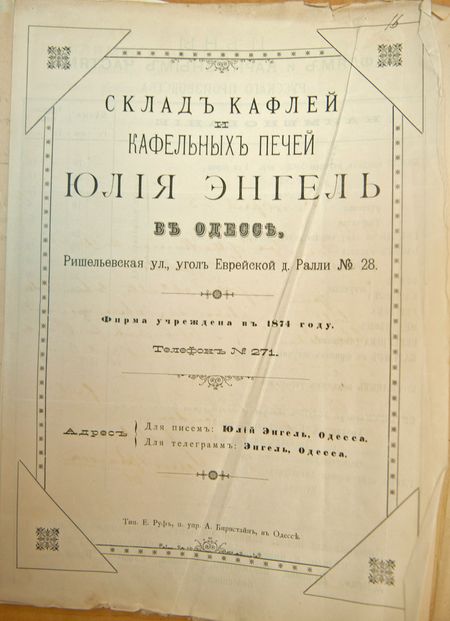 15
СКЛАДЪ КАФЛЕЙ
И
КАФЕЛЬНЫХЪ ПЕЧЕЙ
ЮЛІЯ ЭНГЕЛЬ
ВЪ ОДЕССѢ,
Ришельевская ул., уголъ Еврейской д. Ралли № 28.
Фирма учреждена въ 1874 году.
Телефонъ № 271.
Адресъ
Для писемъ: Юлій Энгель, Одесса.
Для телеграммъ: Энгель, Одесса.
Тип. Е. Руфъ, п. упр. А. Бирнстайн, въ Одессѣ.